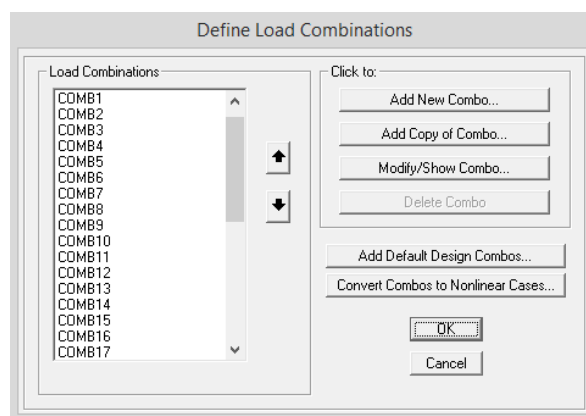 Define Load Combinations
Load Combinations
COMB1
COMB2
COMB3
COMB4
COMB5
COMB6
COMB7
COMB8
COMB9
COMB10
COMB11
COMB12
COMB13
COMB14
COMB15
COMB16
COMB17
Click to:
Add New Combo...
Add Copy of Combo...
Modify/Show Combo...
Delete Combo
Add Default Design Combos...
Convert Combos to Nonlinear Cases...
OK
Cancel